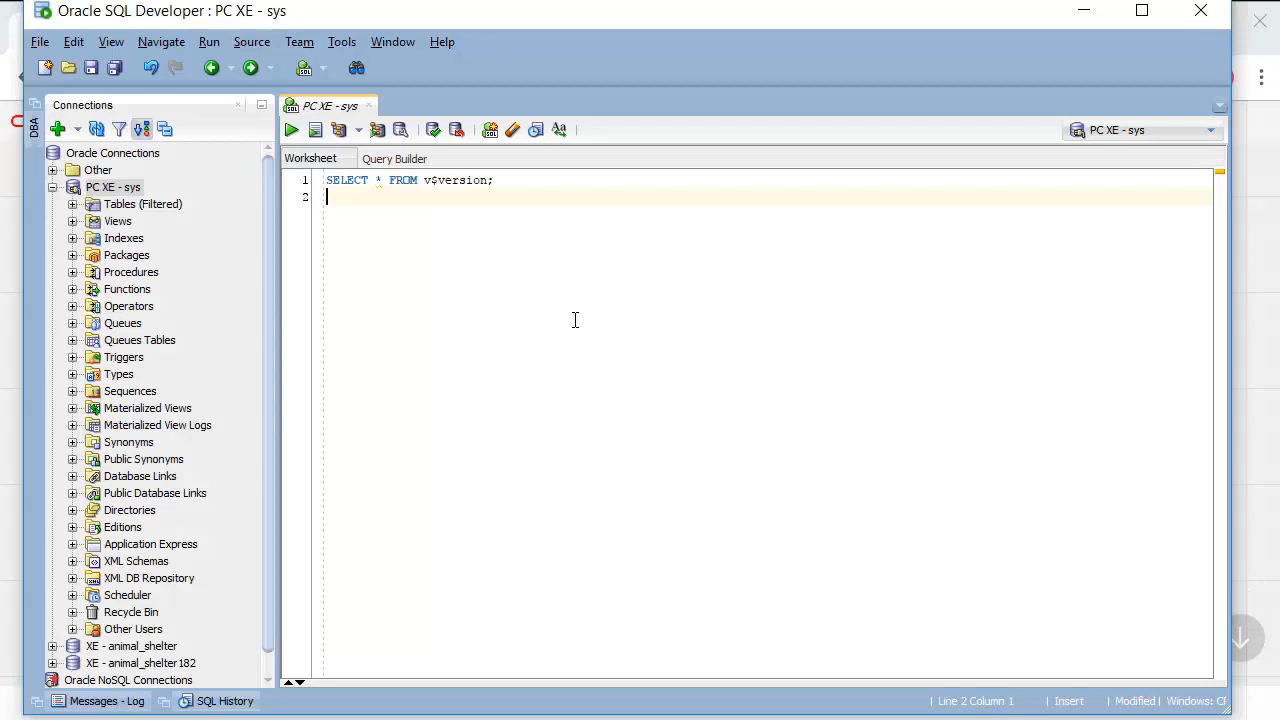 Oracle SQL Developer : PC XE - sys
File Edit View Navigate Run Source Team Tools Window Help
Connections
PC XE - sys
DBA
PC XE - sys
Worksheet Query Builder
Oracle Connections
Other
PC XE - sys
Tables (Filtered)
Views
Indexes
Packages
Procedures
Functions
Operators
Queues
Queues Tables
Triggers
Types
Sequences
Materialized Views
Materialized View Logs
Synonyms
Public Synonyms
Database Links
Public Database Links
Directories
Editions
Application Express
XML Schemas
XML DB Repository
Scheduler
Recycle Bin
Other Users
XE - animal_shelter
XE - animal_shelter182
Oracle NoSQL Connections
1 SELECT * FROM v$version;
2
Messages - Log SQL History
Line 2 Column 1 Insert Modified Windows: CF